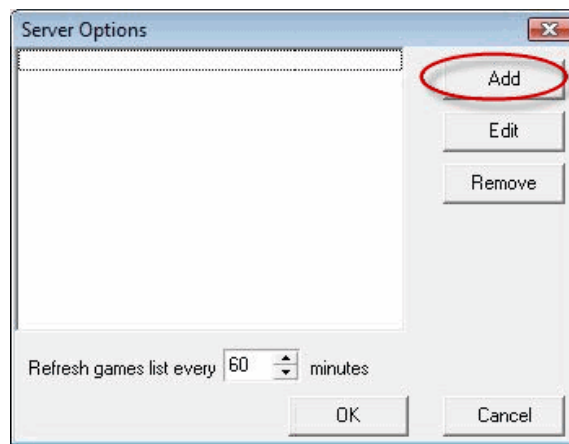 Server Options
Add
Edit
Remove
Refresh games list every 60 minutes
OK
Cancel